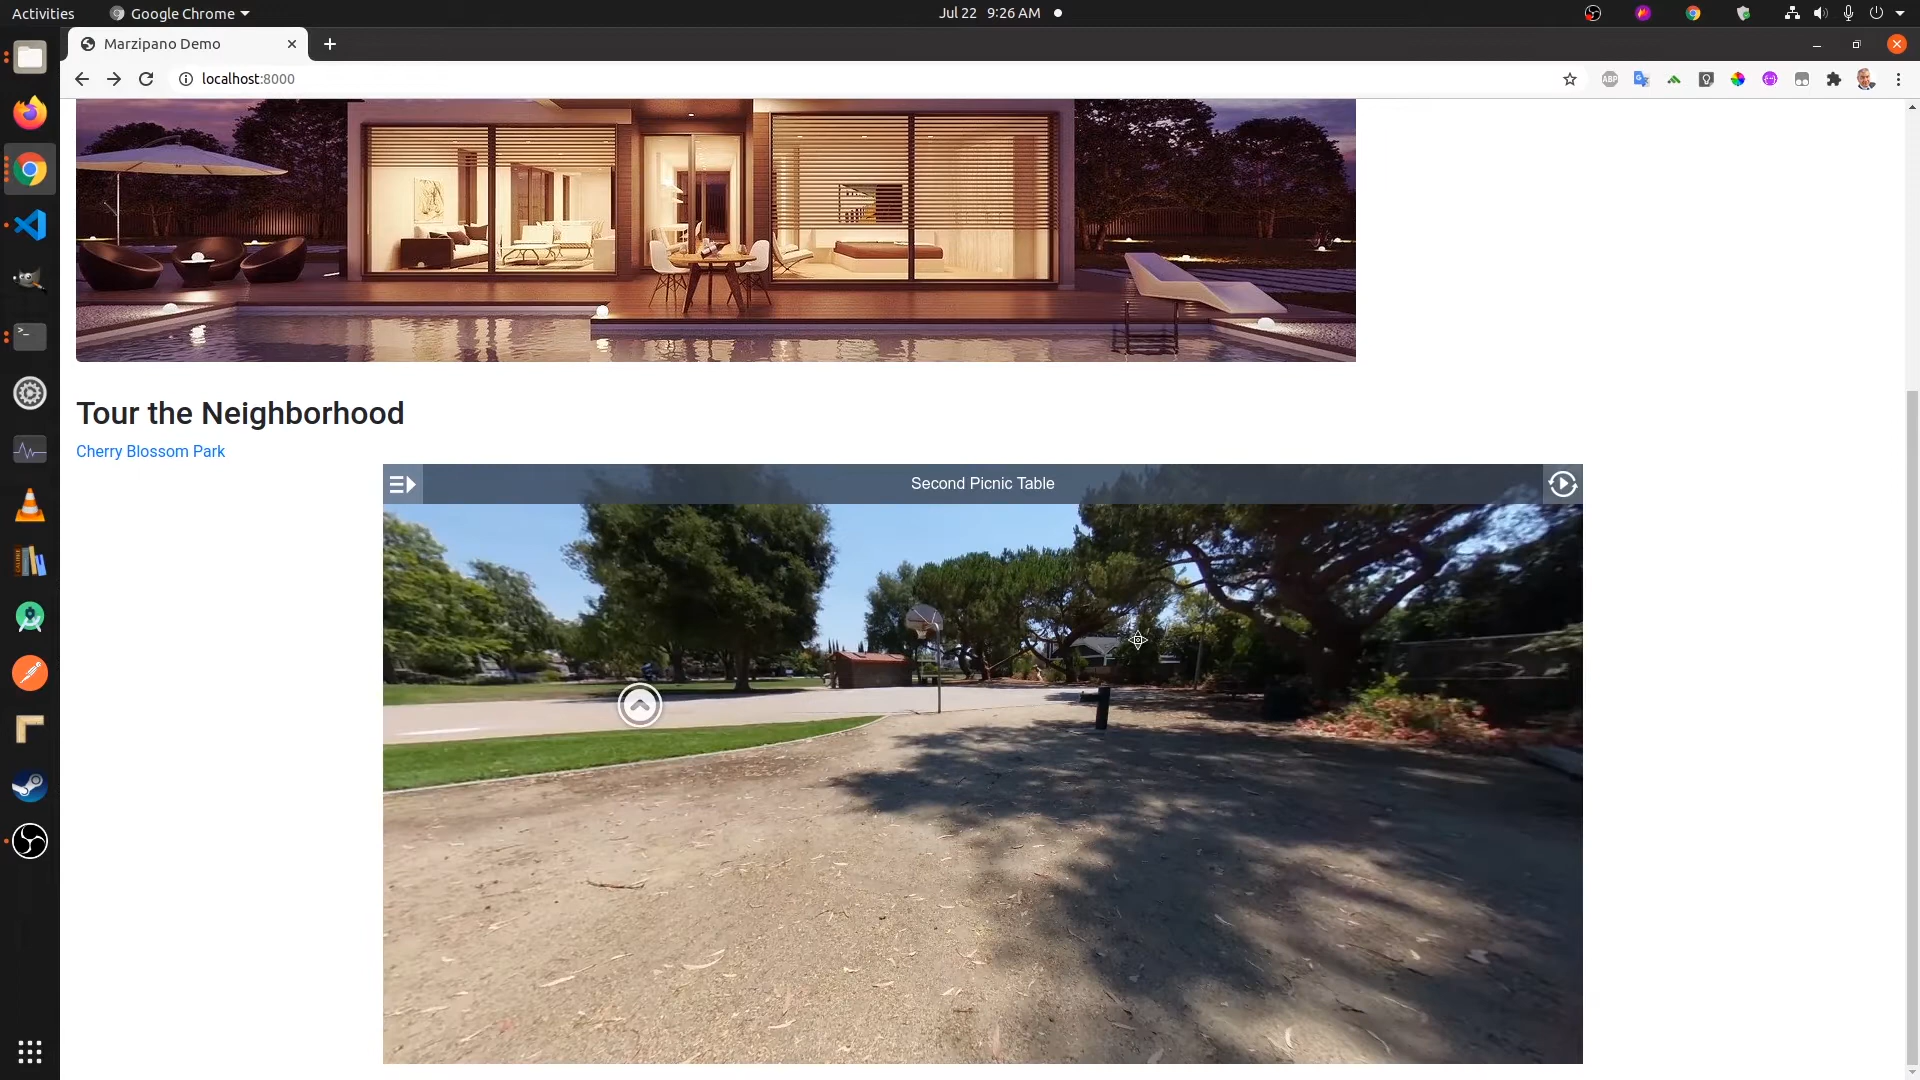 Activities Google Chrome Jul 22 9:26 AM
Marzipano Demo
localhost:8000
ABP
Tour the Neighborhood
Cherry Blossom Park
Second Picnic Table